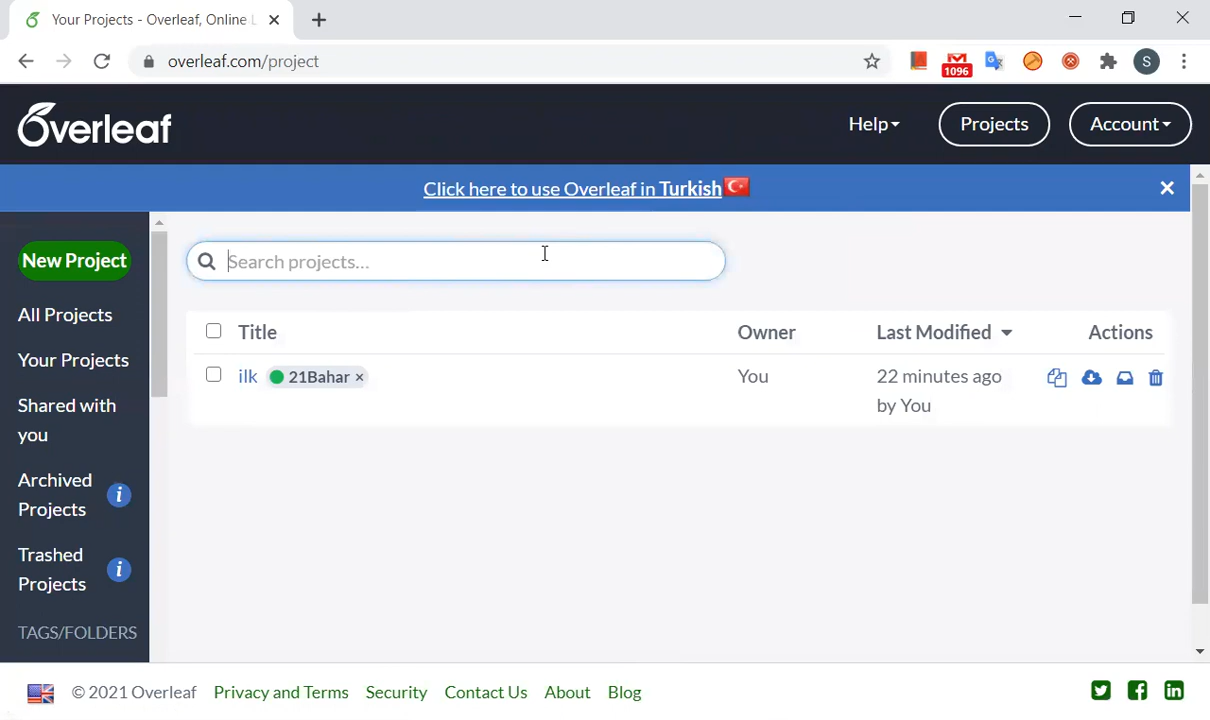 Your Projects - Overleaf, Online L
overleaf.com/project
1096
S
Overleaf
Help
Projects
Account
Click here to use Overleaf in Turkish
New Project
Search projects...
All Projects
Your Projects
Shared with
you
Archived
Projects
i
Trashed
Projects
i
TAGS/FOLDERS
Title
Owner
Last Modified
Actions
ilk
21Bahar ×
You
22 minutes ago
by You
© 2021 Overleaf
Privacy and Terms
Security
Contact Us
About
Blog